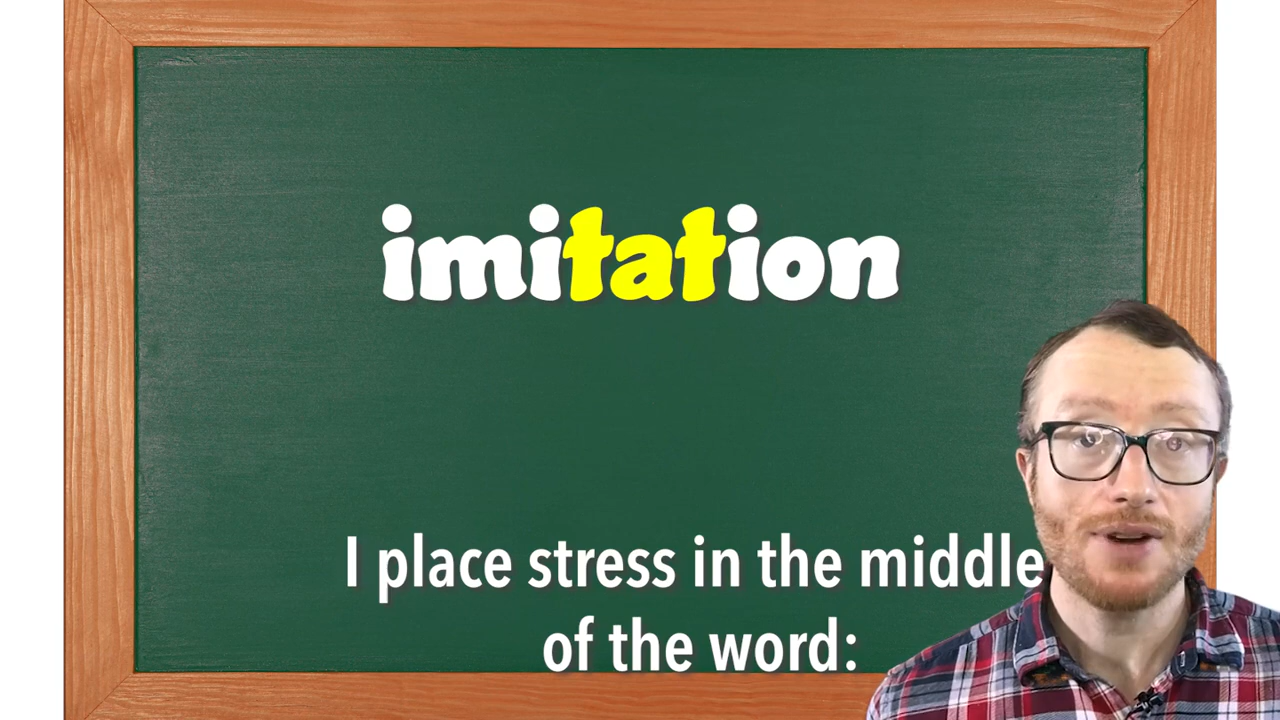 imitation
I place stress in the middle
of the word: